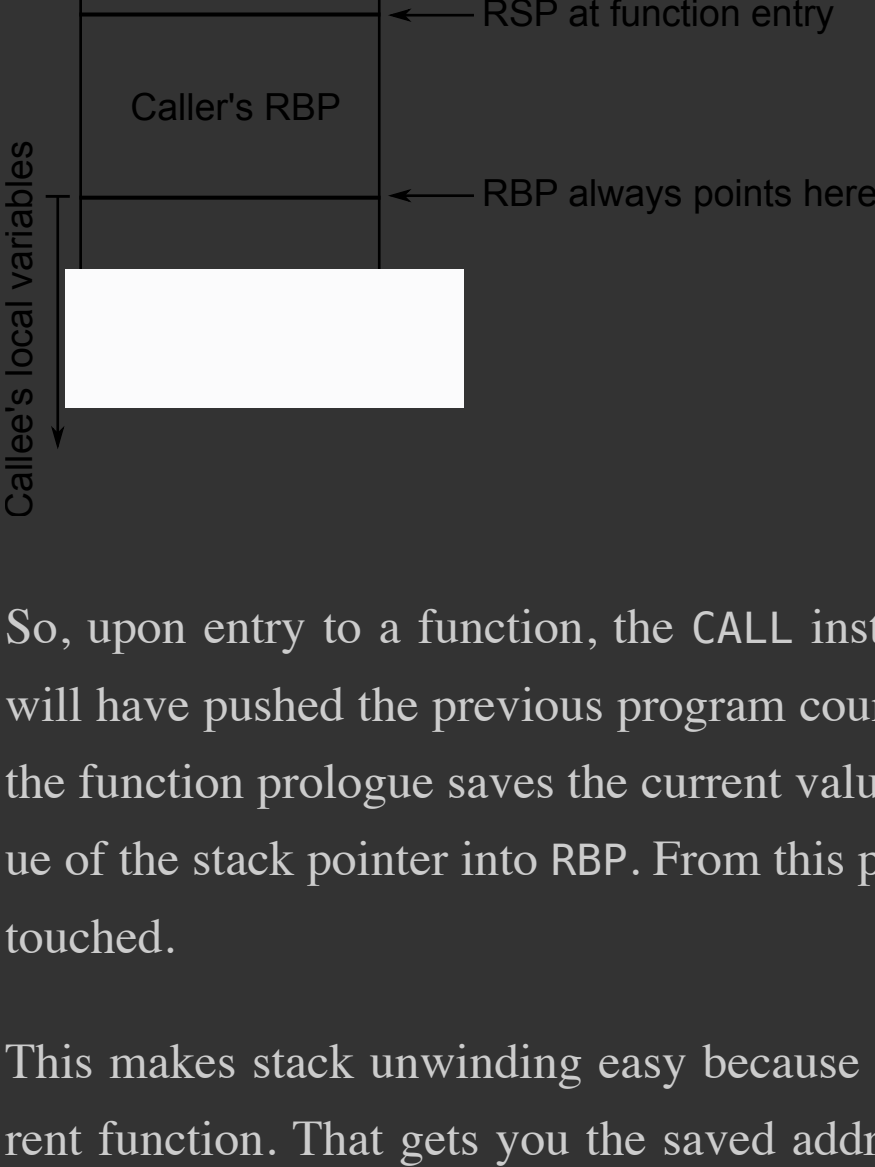 RSP at function entry
Caller's RBP
RBP always points here
Callee's local variables
So, upon entry to a function, the CALL inst
will have pushed the previous program cou
the function prologue saves the current valu
ue of the stack pointer into RBP. From this p
touched.
This makes stack unwinding easy because
rent function. That gets you the saved addr